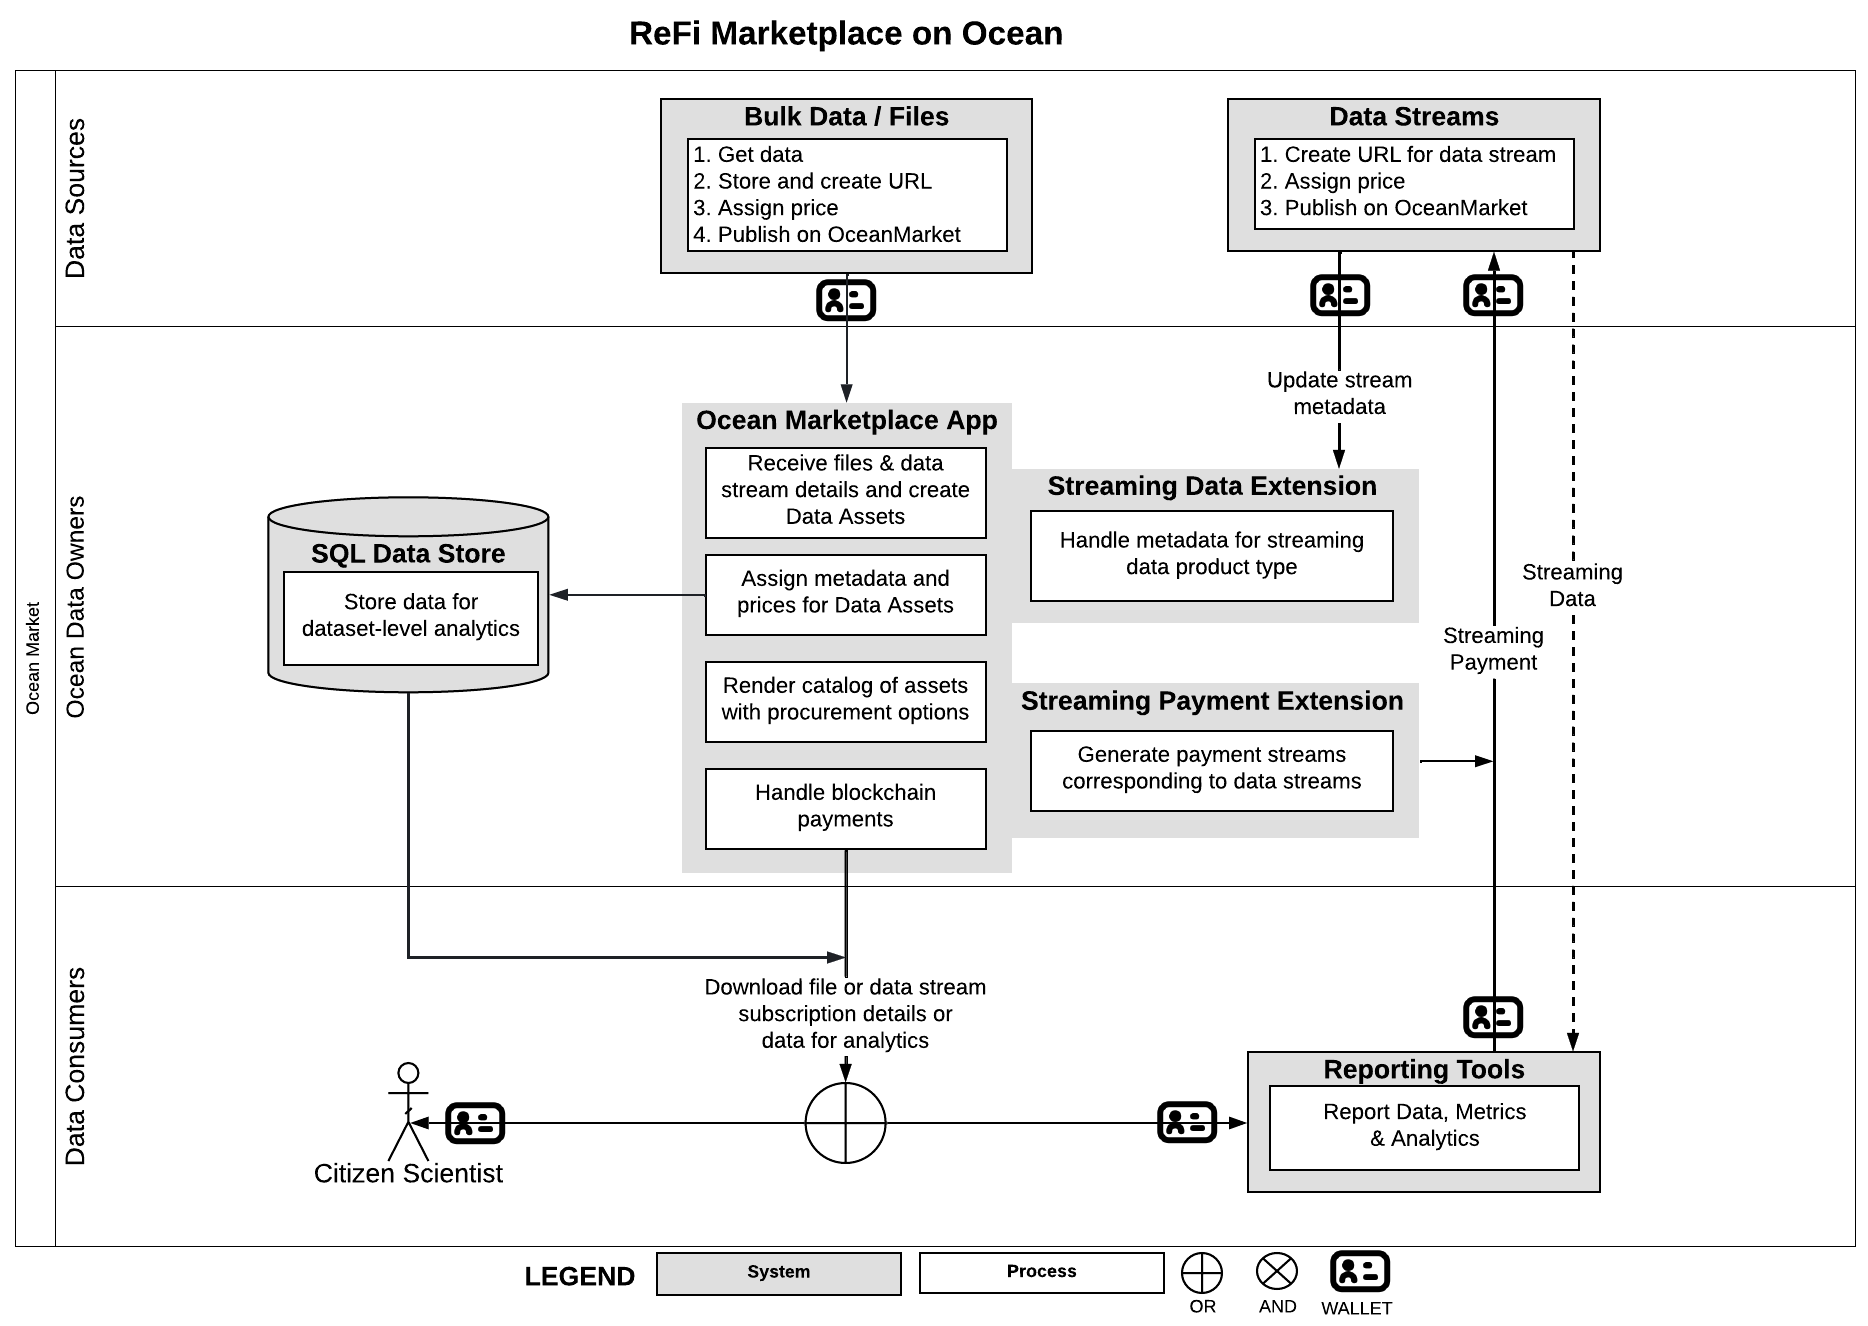 ReFi Marketplace on Ocean
Ocean Market
Data Sources
Bulk Data / Files
1. Get data
2. Store and create URL
3. Assign price
4. Publish on OceanMarket
Data Streams
1. Create URL for data stream
2. Assign price
3. Publish on OceanMarket
Ocean Data Owners
Update stream
metadata
Ocean Marketplace App
Receive files & data
stream details and create
Data Assets
Assign metadata and
prices for Data Assets
Render catalog of assets
with procurement options
Handle blockchain
payments
Streaming Data Extension
Handle metadata for streaming
data product type
SQL Data Store
Store data for
dataset-level analytics
Streaming
Data
Streaming
Payment
Streaming Payment Extension
Generate payment streams
corresponding to data streams
Data Consumers
Download file or data stream
subscription details or
data for analytics
Citizen Scientist
Reporting Tools
Report Data, Metrics
& Analytics
LEGEND
System
Process
OR
AND
WALLET